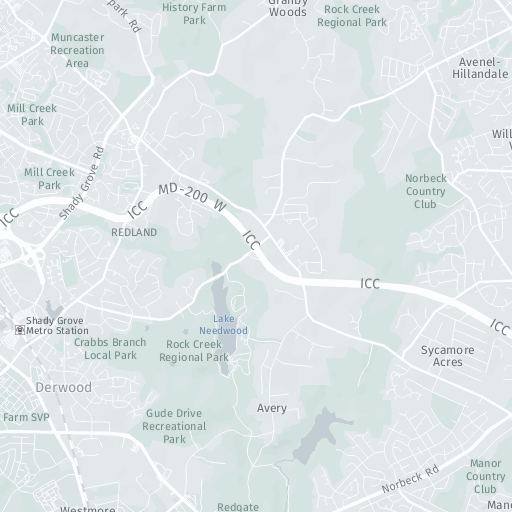 park Rd
History Farm
Park
Granby
Woods
Rock Creek
Regional Park
Muncaster
Recreation
Area
Avenel-
Hillandale
Mill Creek
Park
Mill Creek
Park
Shady Grove Rd
Norbeck
Country
Club
MD-200 W
ICC
ICC
ICC
REDLAND
ICC
ICC
Lake
Needwood
Shady Grove
Metro Station
Crabbs Branch
Local Park
Rock Creek
Regional Park
Sycamore
Acres
Derwood
Farm SVP
Gude Drive
Recreational
Park
Avery
Norbeck Rd
Manor
Country
Club
Redgate
Westmore